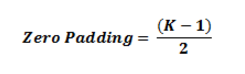 Zero Padding = (K − 1) / 2